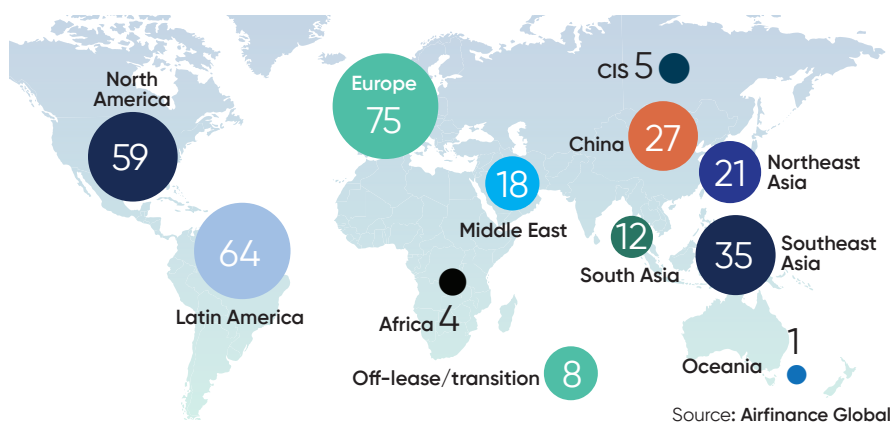 North
America
59
Latin America
64
Europe
75
Middle East
18
Africa 4
Off-lease/transition
8
CIS 5
China
27
21
Northeast
Asia
South Asia
12
35
Southeast
Asia
Oceania
1
Source: Airfinance Global